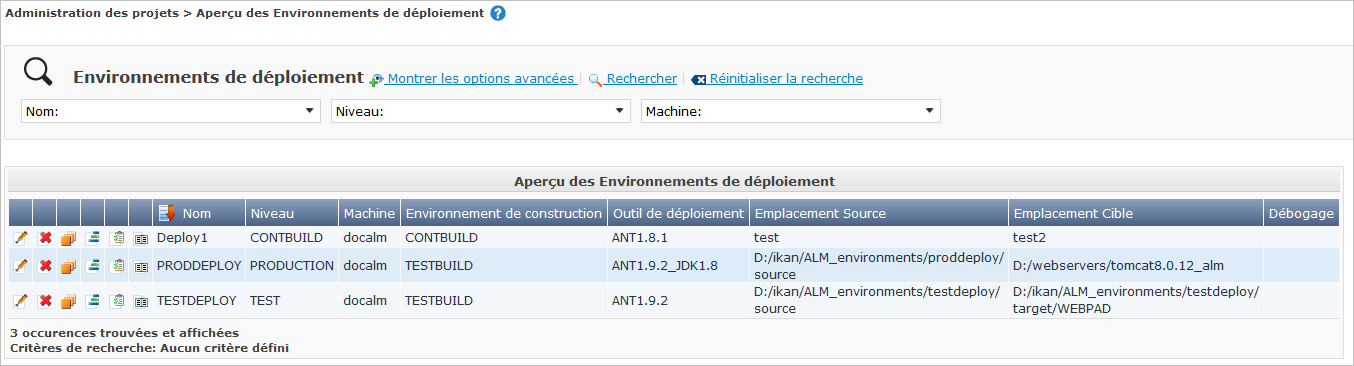 Administration des projets > Aperçu des Environnements de déploiement ?
Environnements de déploiement Montrer les options avancées | Rechercher | Réinitialiser la recherche
Nom: Niveau: Machine:
Aperçu des Environnements de déploiement
Nom Niveau Machine Environnement de construction Outil de déploiement Emplacement Source Emplacement Cible Débogage
Deploy1 CONTBUILD docalm CONTBUILD ANT1.8.1 test test2
PRODDEPLOY PRODUCTION docalm TESTBUILD ANT1.9.2_JDK1.8 D:/ikan/ALM_environments/proddeploy/ D:/webservers/tomcat8.0.12_alm
source
TESTDEPLOY TEST docalm TESTBUILD ANT1.9.2 D:/ikan/ALM_environments/testdeploy/ D:/ikan/ALM_environments/testdeploy/
source target/WEBPAD
3 occurences trouvées et affichées
Critères de recherche: Aucun critère défini